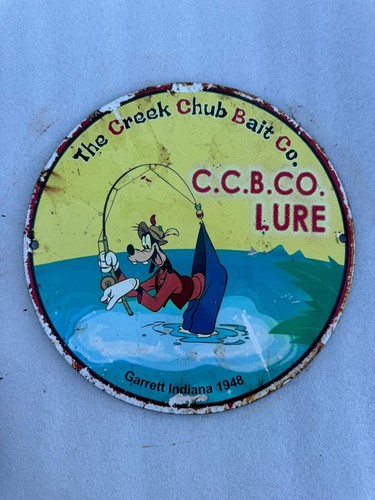 The Creek Chub Bait Co.
C.C.B.CO.
LURE
Garrett Indiana 1948